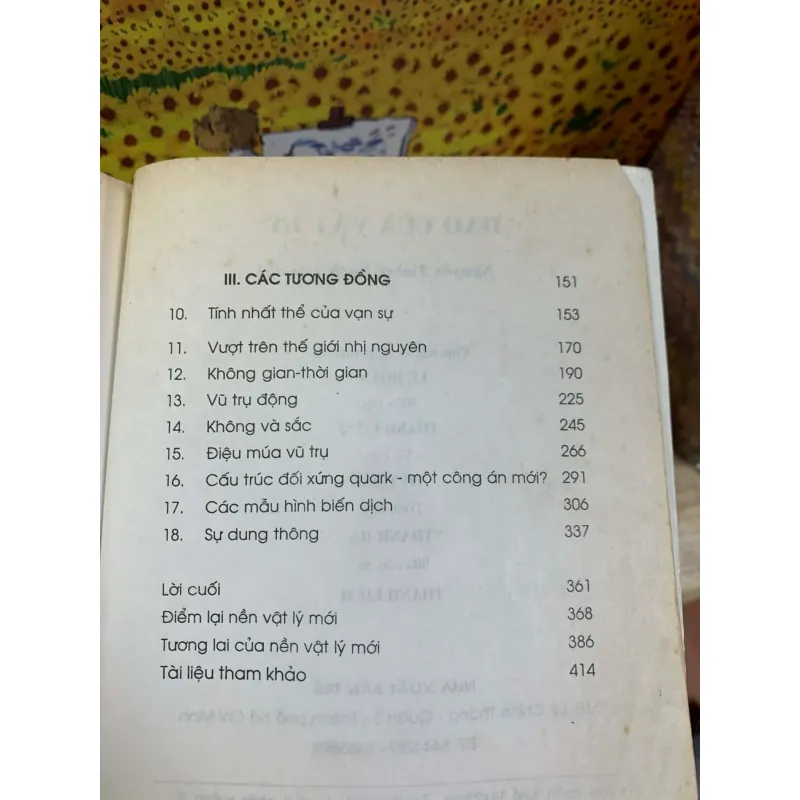 III. CÁC TƯƠNG ĐỒNG 151
10. Tính nhất thể của vạn sự 153
11. Vượt trên thế giới nhị nguyên 170
12. Không gian-thời gian 190
13. Vũ trụ động 225
14. Không và sắc 245
15. Điệu múa vũ trụ 266
16. Cấu trúc đối xứng quark - một công án mới? 291
17. Các mẫu hình biến dịch 306
18. Sự dung thông 337
Lời cuối 361
Điểm lại nền vật lý mới 368
Tương lai của nền vật lý mới 386
Tài liệu tham khảo 414